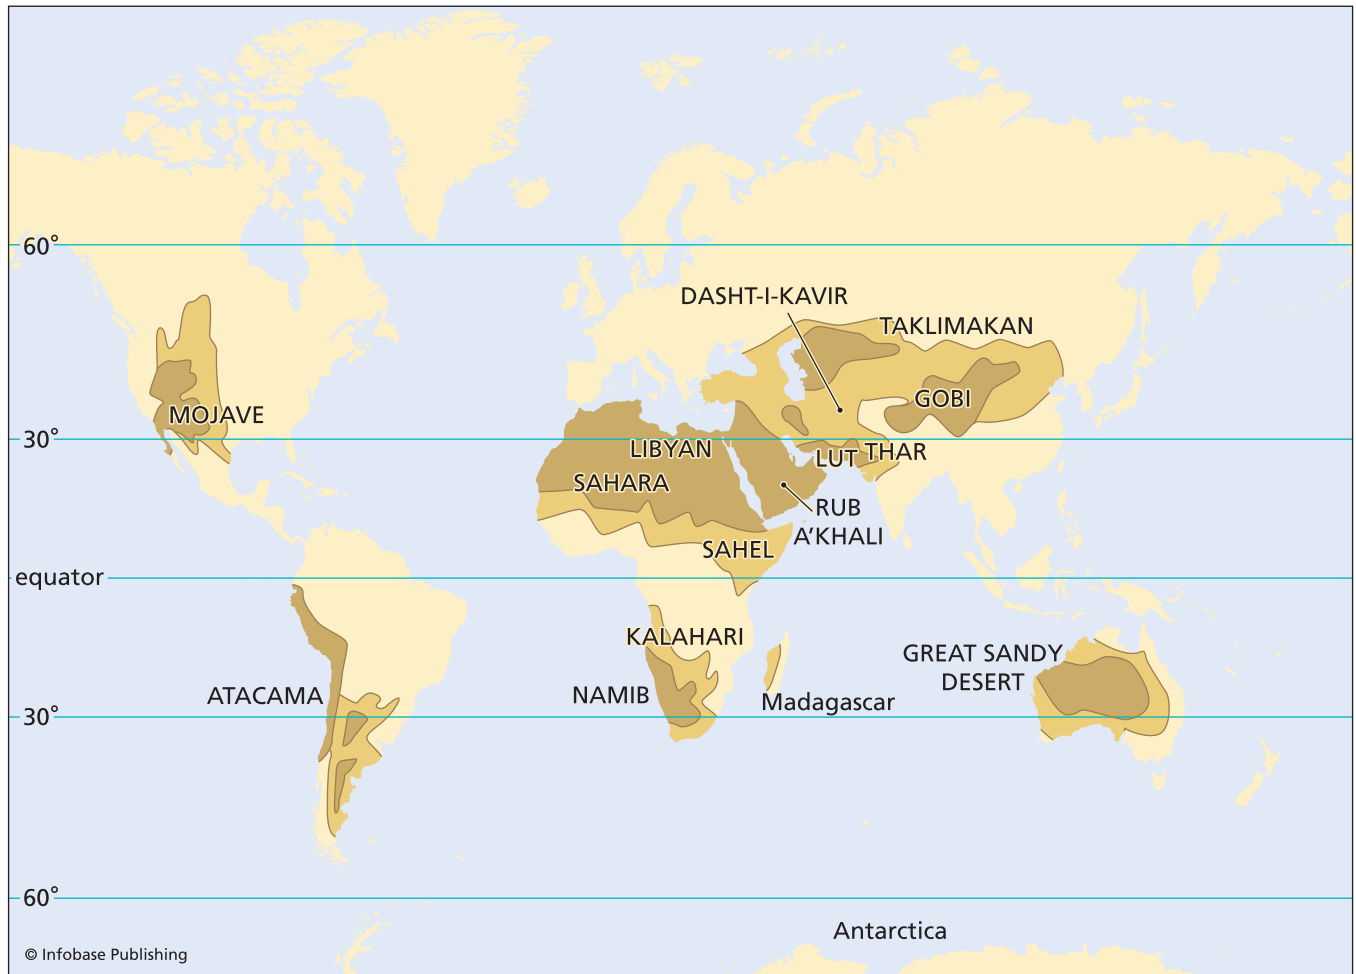 60°
DASHT-I-KAVIR
TAKLIMAKAN
GOBI
MOJAVE
30°
LIBYAN
LUT
THAR
SAHARA
RUB
A'KHALI
SAHEL
equator
KALAHARI
GREAT SANDY
DESERT
ATACAMA
NAMIB
Madagascar
30°
60°
Antarctica
© Infobase Publishing